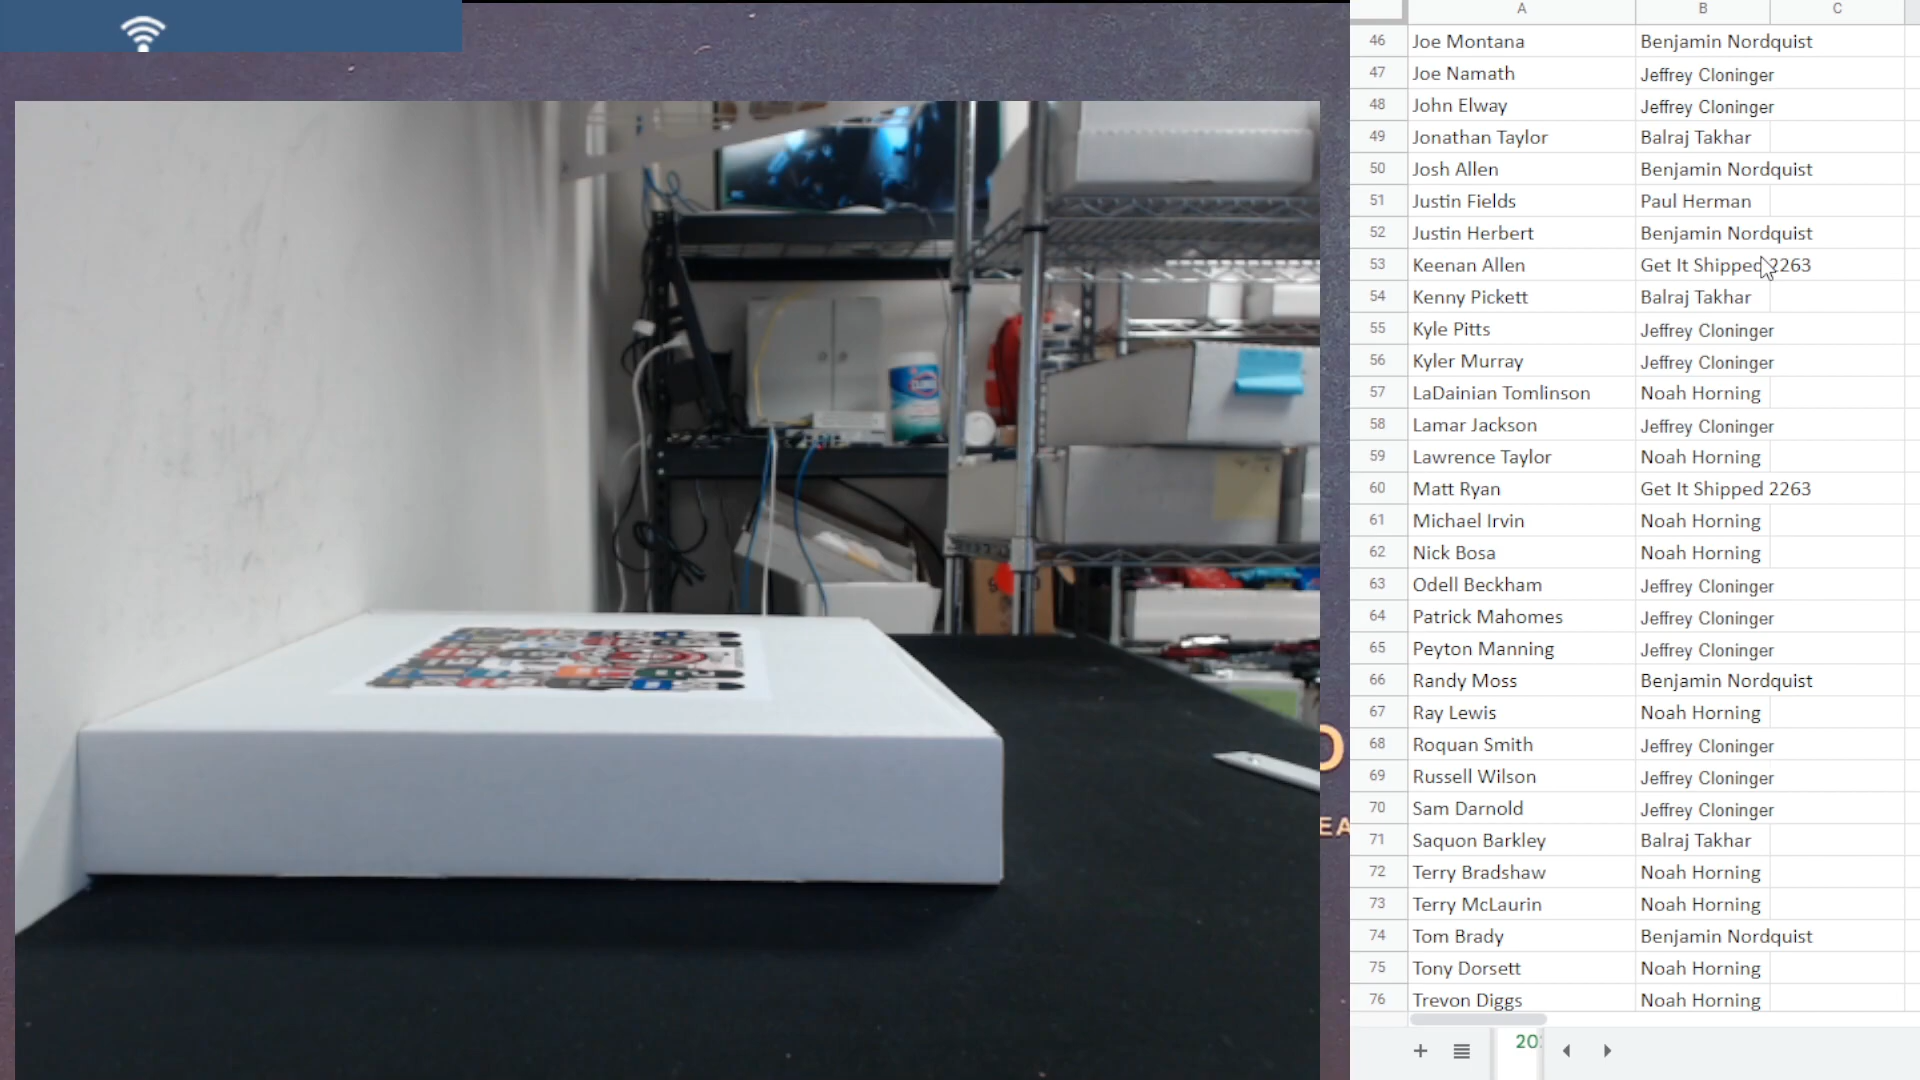 A B C
46 Joe Montana Benjamin Nordquist
47 Joe Namath Jeffrey Cloninger
48 John Elway Jeffrey Cloninger
49 Jonathan Taylor Balraj Takhar
50 Josh Allen Benjamin Nordquist
51 Justin Fields Paul Herman
52 Justin Herbert Benjamin Nordquist
53 Keenan Allen Get It Shipped 2263
54 Kenny Pickett Balraj Takhar
55 Kyle Pitts Jeffrey Cloninger
56 Kyler Murray Jeffrey Cloninger
57 LaDainian Tomlinson Noah Horning
58 Lamar Jackson Jeffrey Cloninger
59 Lawrence Taylor Noah Horning
60 Matt Ryan Get It Shipped 2263
61 Michael Irvin Noah Horning
62 Nick Bosa Noah Horning
63 Odell Beckham Jeffrey Cloninger
64 Patrick Mahomes Jeffrey Cloninger
65 Peyton Manning Jeffrey Cloninger
66 Randy Moss Benjamin Nordquist
67 Ray Lewis Noah Horning
68 Roquan Smith Jeffrey Cloninger
69 Russell Wilson Jeffrey Cloninger
70 Sam Darnold Jeffrey Cloninger
71 Saquon Barkley Balraj Takhar
72 Terry Bradshaw Noah Horning
73 Terry McLaurin Noah Horning
74 Tom Brady Benjamin Nordquist
75 Tony Dorsett Noah Horning
76 Trevon Diggs Noah Horning
20
CLOROX